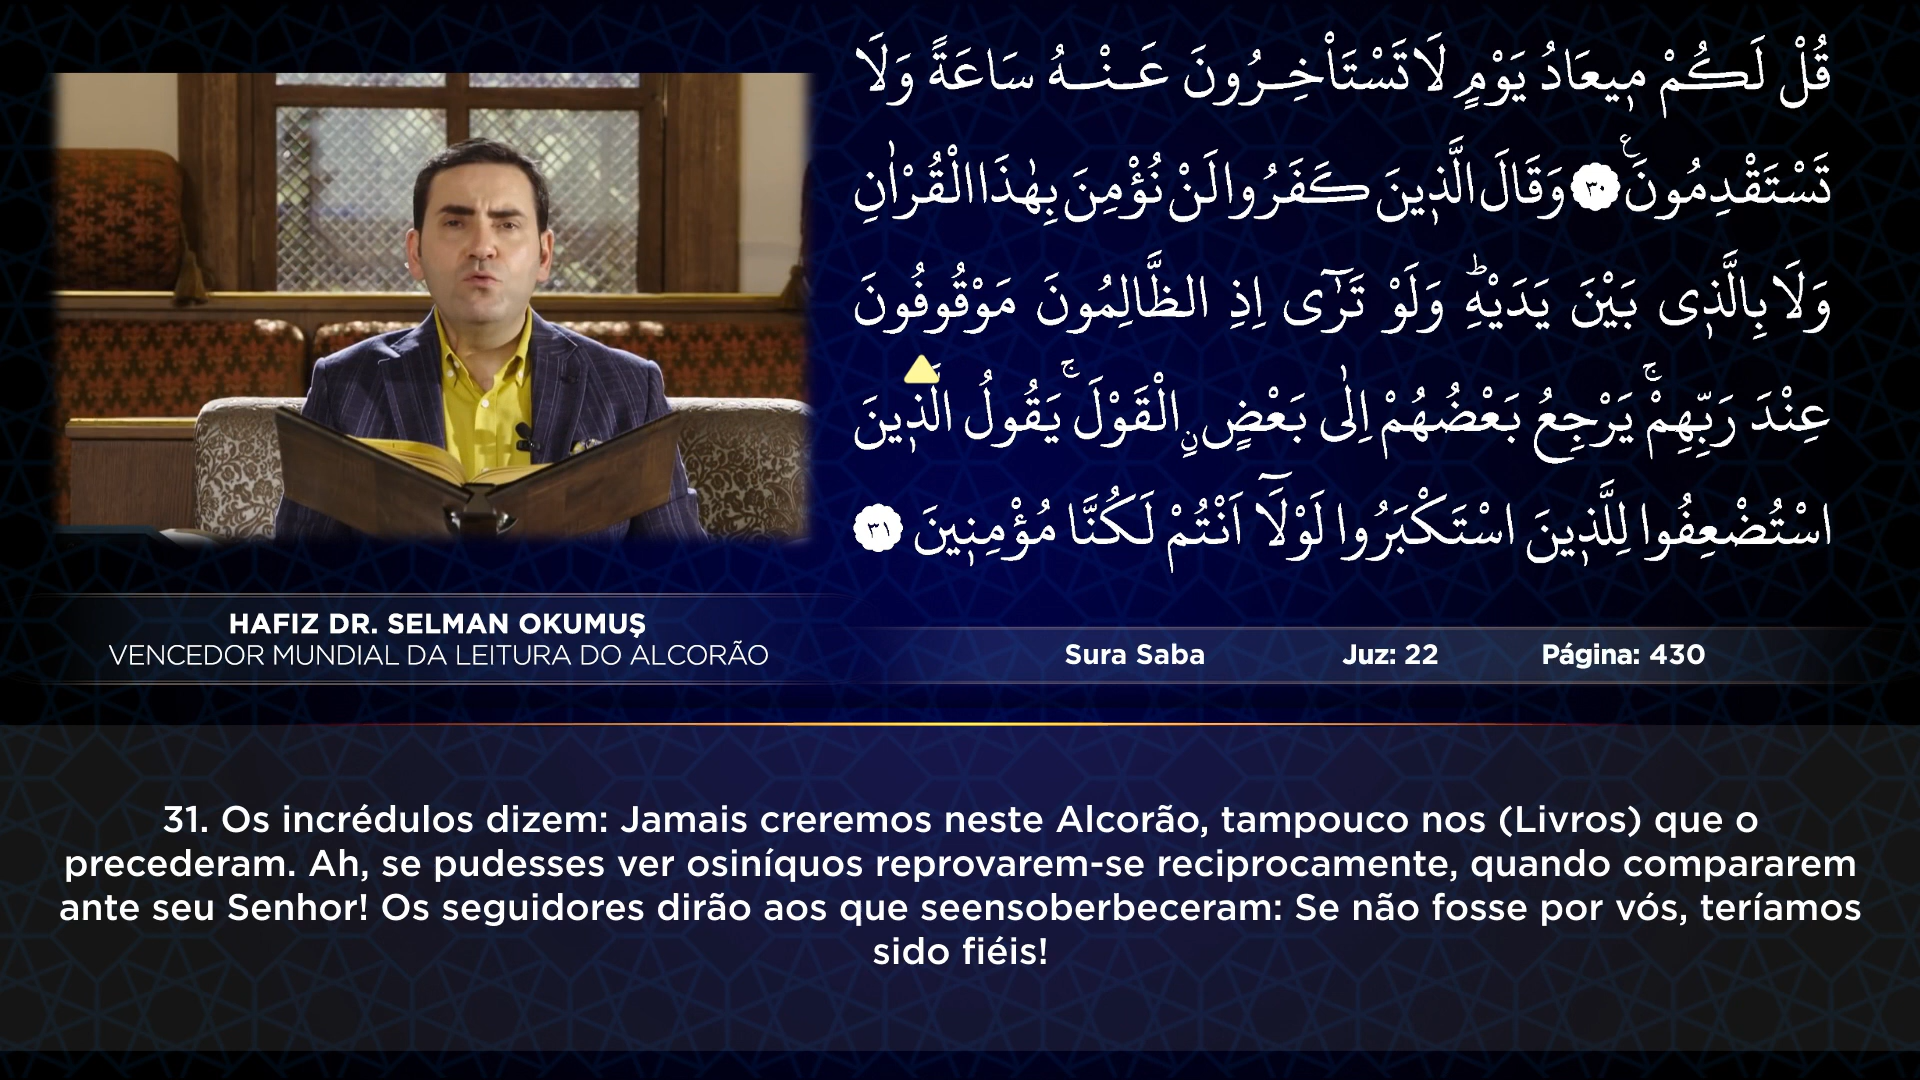 قُلْ لَكُمْ م۪يعَادُ يَوْمٍ لَا تَسْتَأْخِرُونَ عَنْهُ سَاعَةً وَلَا
تَسْتَقْدِمُونَ ﴿٣٠﴾ وَقَالَ الَّذ۪ينَ كَفَرُوا لَنْ نُؤْمِنَ بِهٰذَا الْقُرْاٰنِ
وَلَا بِالَّذ۪ى بَيْنَ يَدَيْهِۜ وَلَوْ تَرٰٓى اِذِ الظَّالِمُونَ مَوْقُوفُونَ
عِنْدَ رَبِّهِمْۚ يَرْجِعُ بَعْضُهُمْ اِلٰى بَعْضٍ ۨالْقَوْلَۚ يَقُولُ الَّذ۪ينَ
اسْتُضْعِفُوا لِلَّذ۪ينَ اسْتَكْبَرُوا لَوْلَٓا اَنْتُمْ لَكُنَّا مُؤْمِن۪ينَ ﴿٣١﴾
HAFIZ DR. SELMAN OKUMUŞ
VENCEDOR MUNDIAL DA LEITURA DO ALCORÃO
Sura Saba Juz: 22 Página: 430
31. Os incrédulos dizem: Jamais creremos neste Alcorão, tampouco nos (Livros) que o
precederam. Ah, se pudesses ver osiníquos reprovarem-se reciprocamente, quando compararem
ante seu Senhor! Os seguidores dirão aos que seensoberbeceram: Se não fosse por vós, teríamos
sido fiéis!